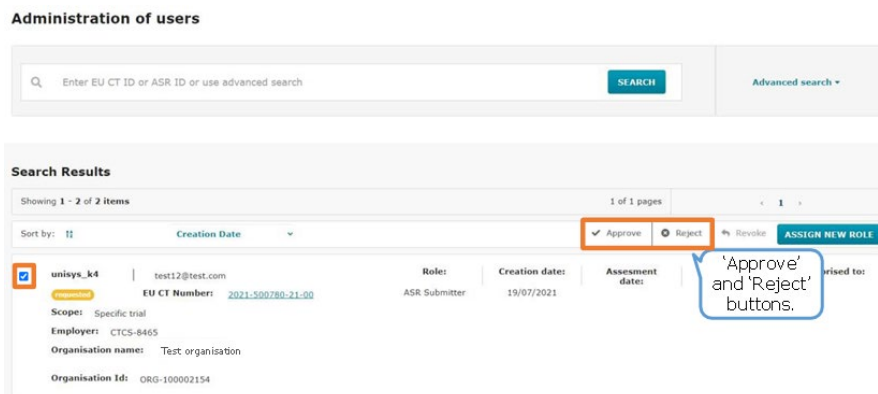 Administration of users
Enter EU CT ID or ASR ID or use advanced search
SEARCH
Advanced search
Search Results
Showing 1 - 2 of 2 items
1 of 1 pages
‹ 1 ›
Sort by:
Creation Date
Approve
Reject
Revoke
ASSIGN NEW ROLE
'Approve'
and 'Reject'
buttons.
unisys_k4 | test12@test.com
Role:
Creation date:
Assesment
date:
rised to:
requested
EU CT Number: 2021-500780-21-00
ASR Submitter
19/07/2021
Scope: Specific trial
Employer: CTCS-8465
Organisation name: Test organisation
Organisation Id: ORG-100002154